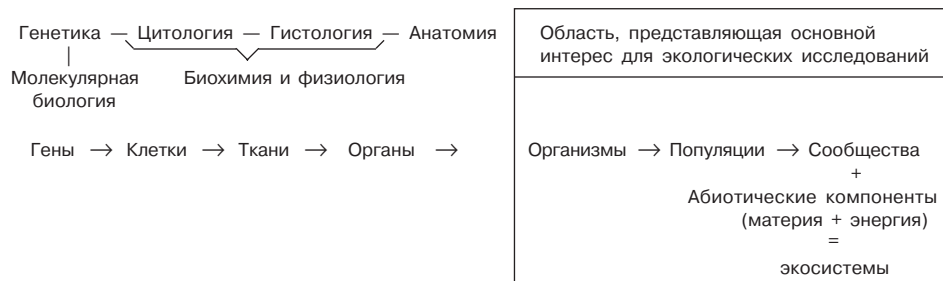 Генетика — Цитология — Гистология — Анатомия
Молекулярная
биология
Биохимия и физиология
Область, представляющая основной
интерес для экологических исследований
Гены → Клетки → Ткани → Органы →
Организмы → Популяции → Сообщества
+
Абиотические компоненты
(материя + энергия)
=
экосистемы